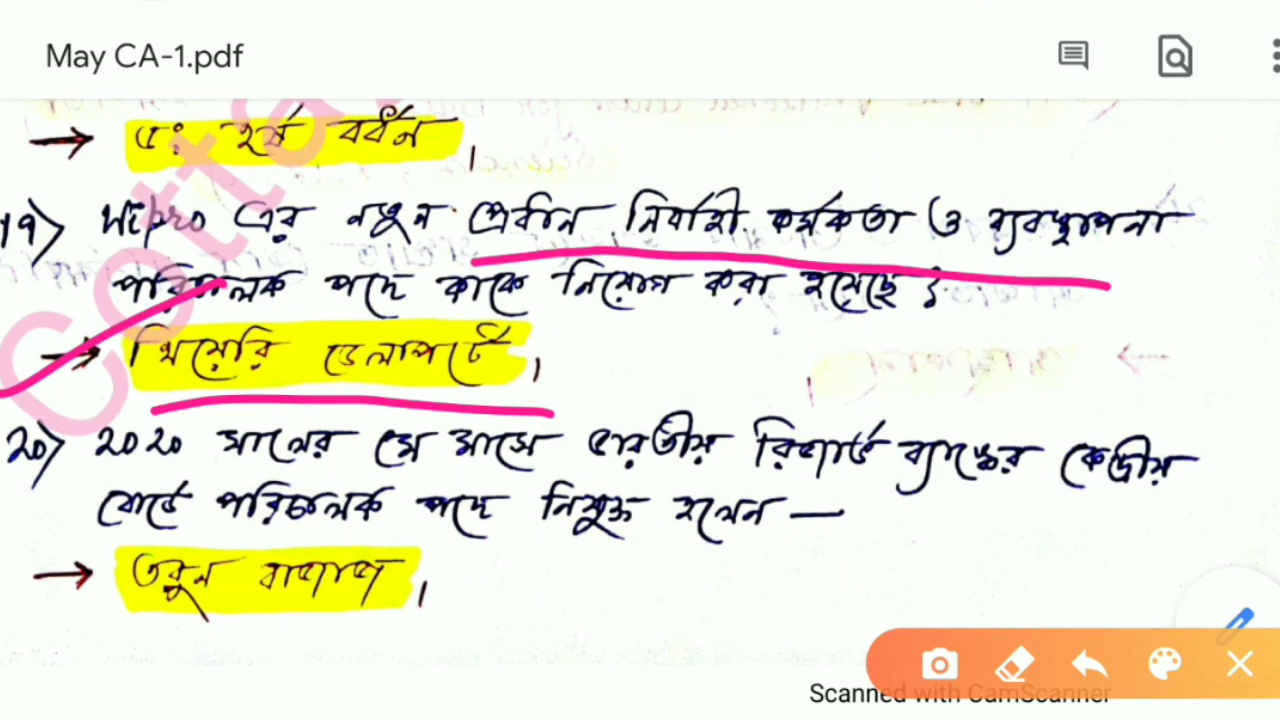 May CA-1.pdf
→ ডঃ হর্ষ বর্ধন।
19) Wipro এর নতুন প্রধান নির্বাহী কর্মকর্তা ও ব্যবস্থাপনা
পরিচালক পদে কাকে নিয়োগ করা হয়েছে?
→ থিয়েরি ডেলাপর্টে।
20) 2020 সালের মে মাসে ভারতীয় রিজার্ভ ব্যাঙ্কের কেন্দ্রীয়
বোর্ডে পরিচালক পদে নিযুক্ত হলেন —
→ তরুন বাজাজ।
Scanned with CamScanner